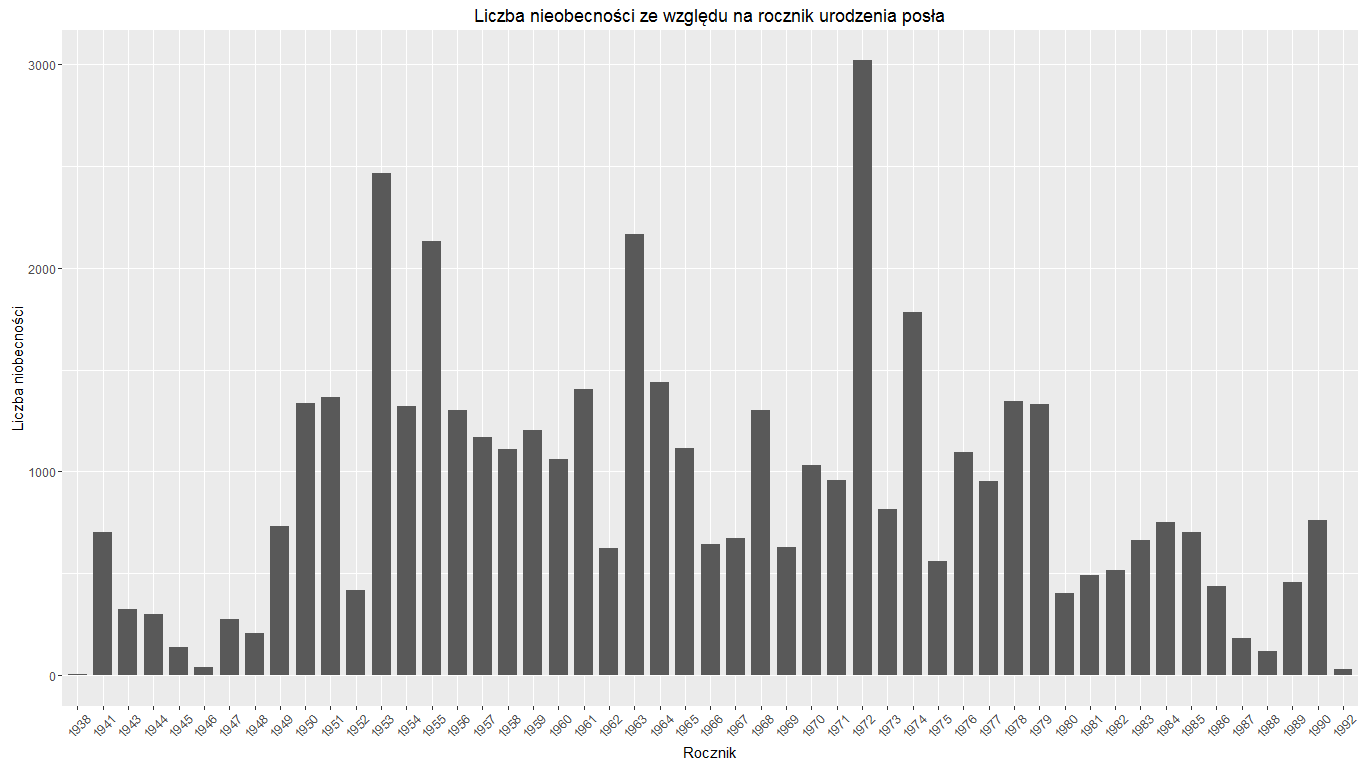 Liczba nieobecności ze względu na rocznik urodzenia posła
Liczba niobecności
3000
2000
1000
0
1938 1941 1943 1944 1945 1946 1947 1948 1949 1950 1951 1952 1953 1954 1955 1956 1957 1958 1959 1960 1961 1962 1963 1964 1965 1966 1967 1968 1969 1970 1971 1972 1973 1974 1975 1976 1977 1978 1979 1980 1981 1982 1983 1984 1985 1986 1987 1988 1989 1990 1992
Rocznik